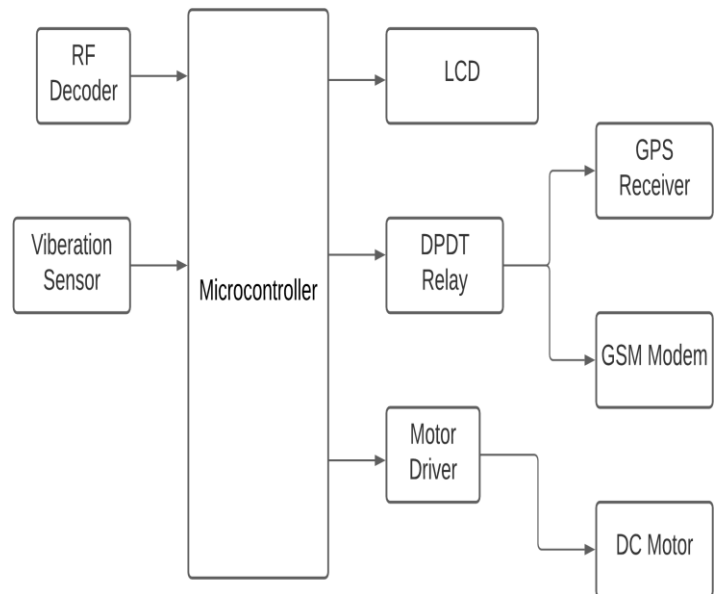 RF
Decoder
LCD
GPS
Receiver
Viberation
Sensor
Microcontroller
DPDT
Relay
GSM Modem
Motor
Driver
DC Motor